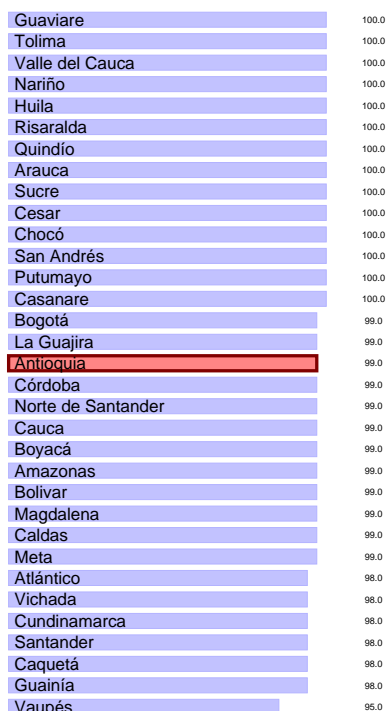 Guaviare 100.0
Tolima 100.0
Valle del Cauca 100.0
Nariño 100.0
Huila 100.0
Risaralda 100.0
Quindío 100.0
Arauca 100.0
Sucre 100.0
Cesar 100.0
Chocó 100.0
San Andrés 100.0
Putumayo 100.0
Casanare 100.0
Bogotá 99.0
La Guajira 99.0
Antioquia 99.0
Córdoba 99.0
Norte de Santander 99.0
Cauca 99.0
Boyacá 99.0
Amazonas 99.0
Bolivar 99.0
Magdalena 99.0
Caldas 99.0
Meta 99.0
Atlántico 98.0
Vichada 98.0
Cundinamarca 98.0
Santander 98.0
Caquetá 98.0
Guainía 98.0
Vaupés 95.0